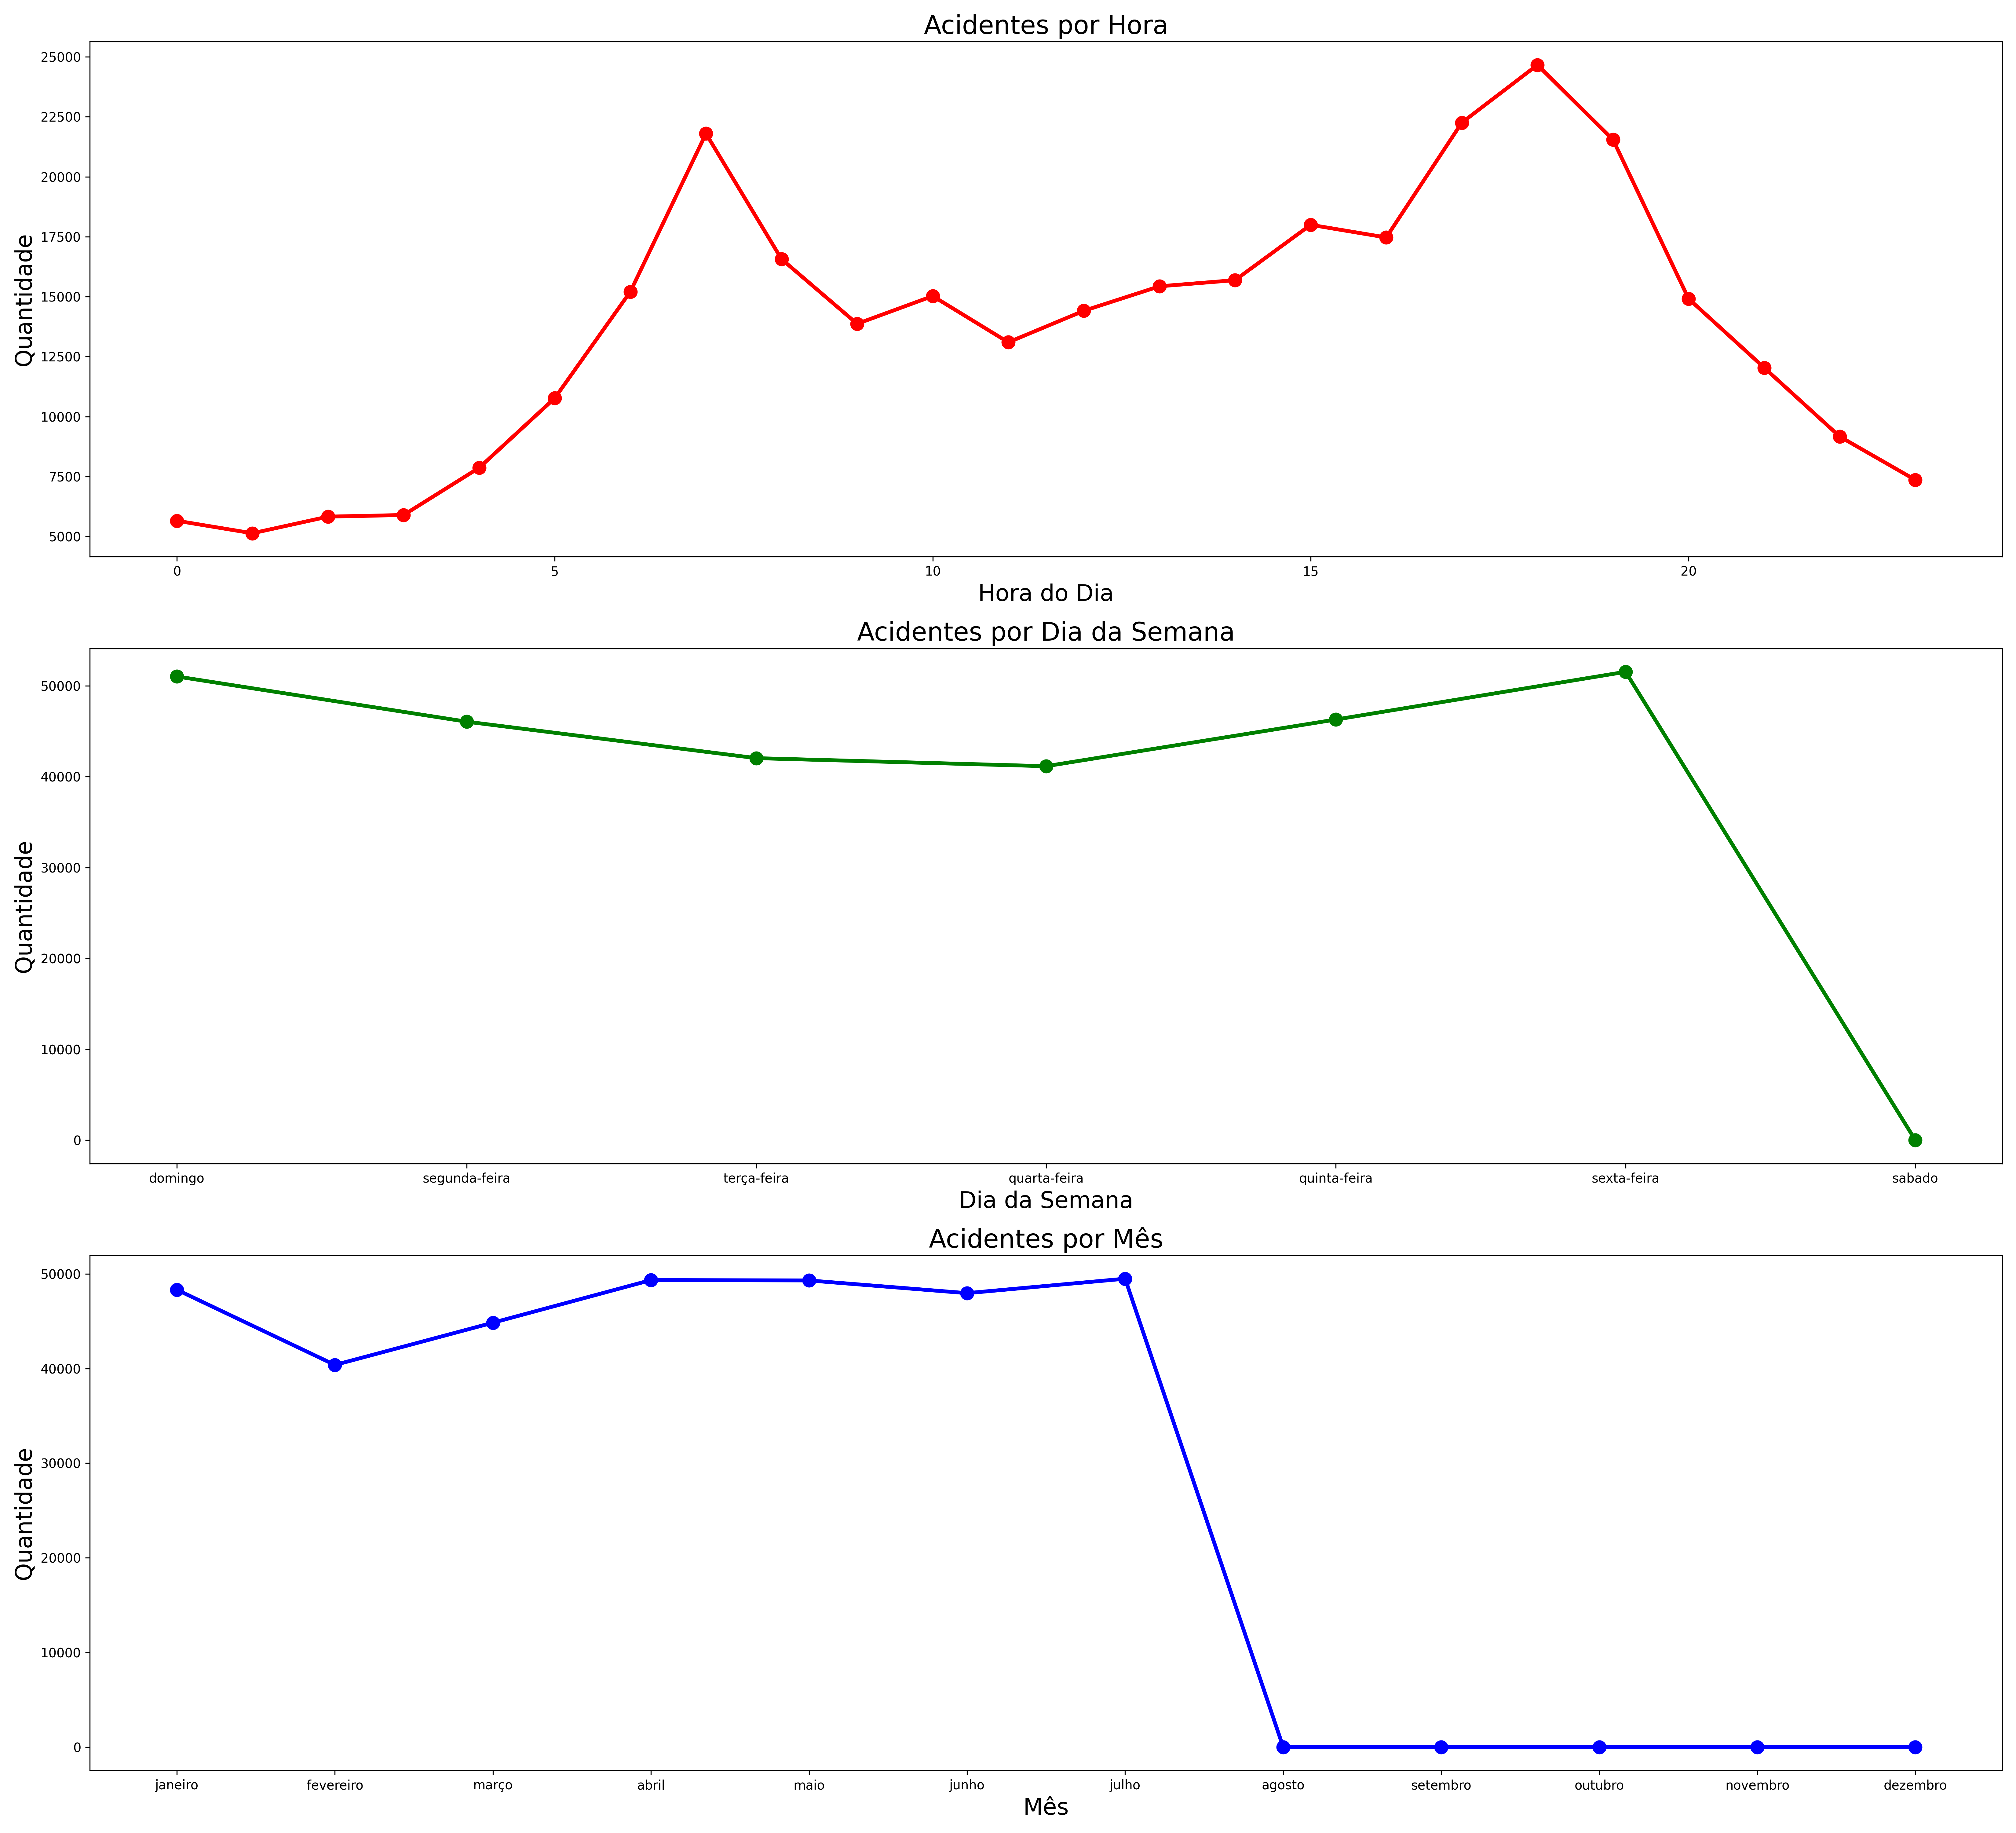 Acidentes por Hora
Quantidade
25000
22500
20000
17500
15000
12500
10000
7500
5000
0 5 10 15 20
Hora do Dia
Acidentes por Dia da Semana
Quantidade
50000
40000
30000
20000
10000
0
domingo segunda-feira terça-feira quarta-feira quinta-feira sexta-feira sabado
Dia da Semana
Acidentes por Mês
Quantidade
50000
40000
30000
20000
10000
0
janeiro fevereiro março abril maio junho julho agosto setembro outubro novembro dezembro
Mês